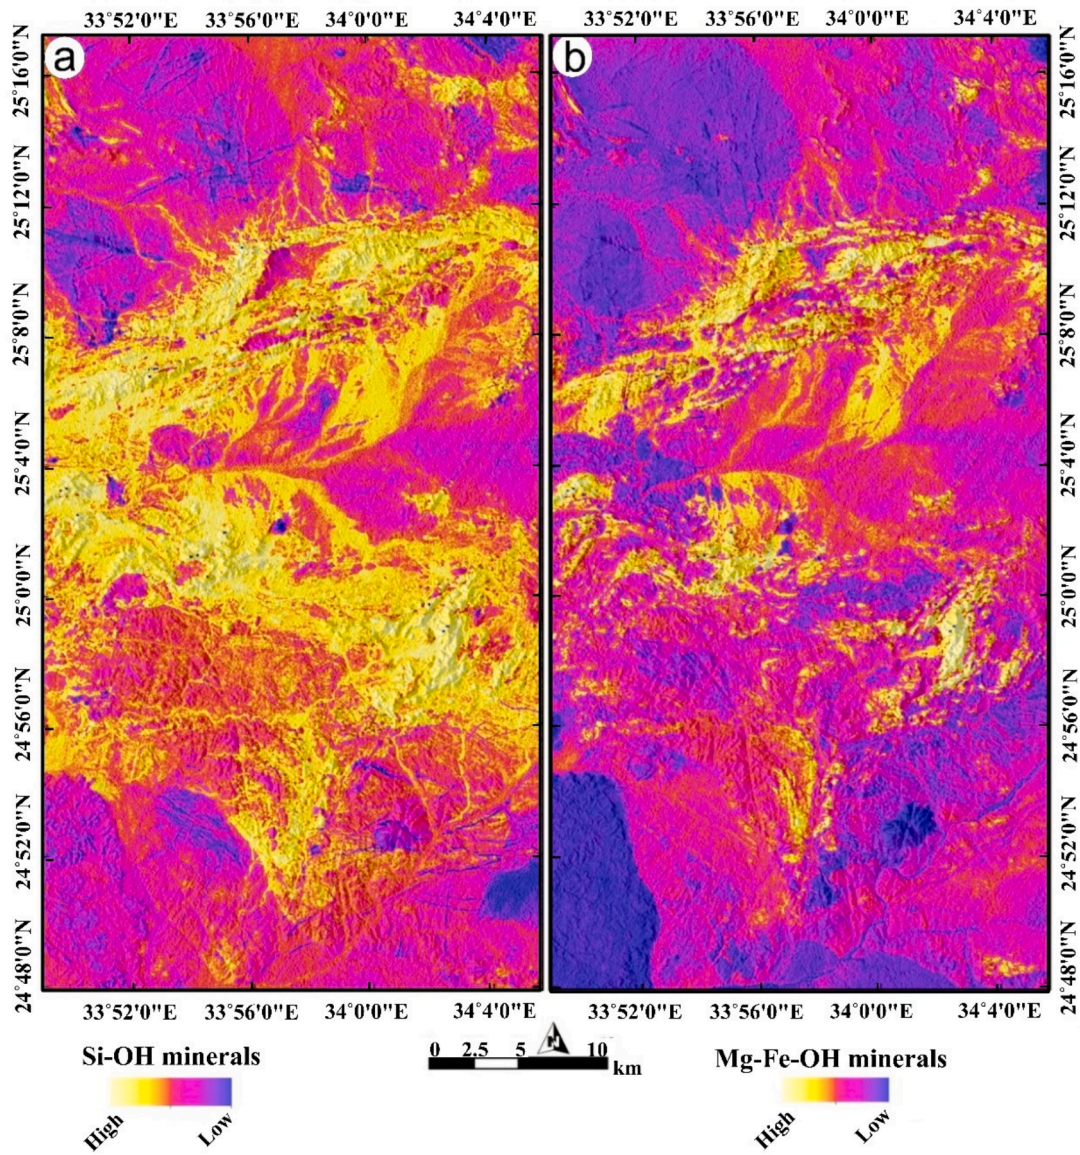 33°52'0"E 33°56'0"E 34°0'0"E 34°4'0"E 33°52'0"E 33°56'0"E 34°0'0"E 34°4'0"E
a
b
25°16'0"N
25°12'0"N
25°8'0"N
25°4'0"N
25°0'0"N
24°56'0"N
24°52'0"N
24°48'0"N
25°16'0"N
25°12'0"N
25°8'0"N
25°4'0"N
25°0'0"N
24°56'0"N
24°52'0"N
24°48'0"N
33°52'0"E 33°56'0"E 34°0'0"E 34°4'0"E 33°52'0"E 33°56'0"E 34°0'0"E 34°4'0"E
N
0 2.5 5 10
km
Si-OH minerals
High Low
Mg-Fe-OH minerals
High Low